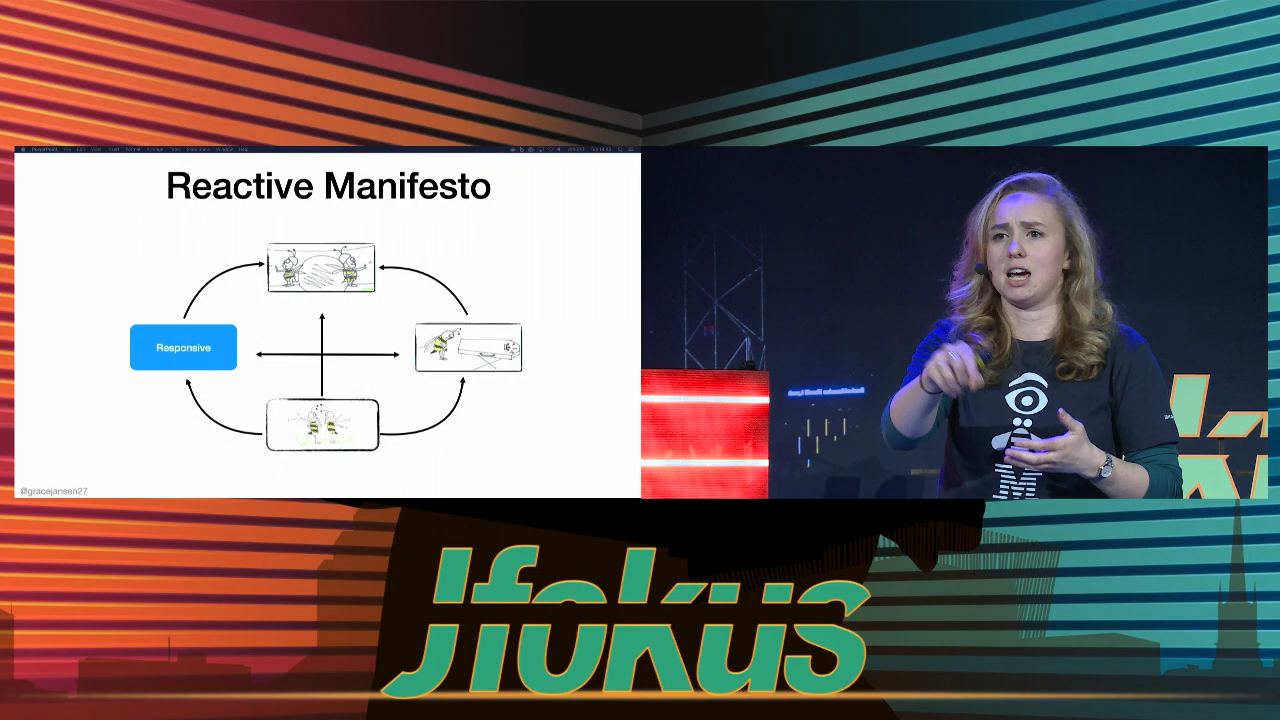 Reactive Manifesto
Responsive
@gracejansen27
Jfokus